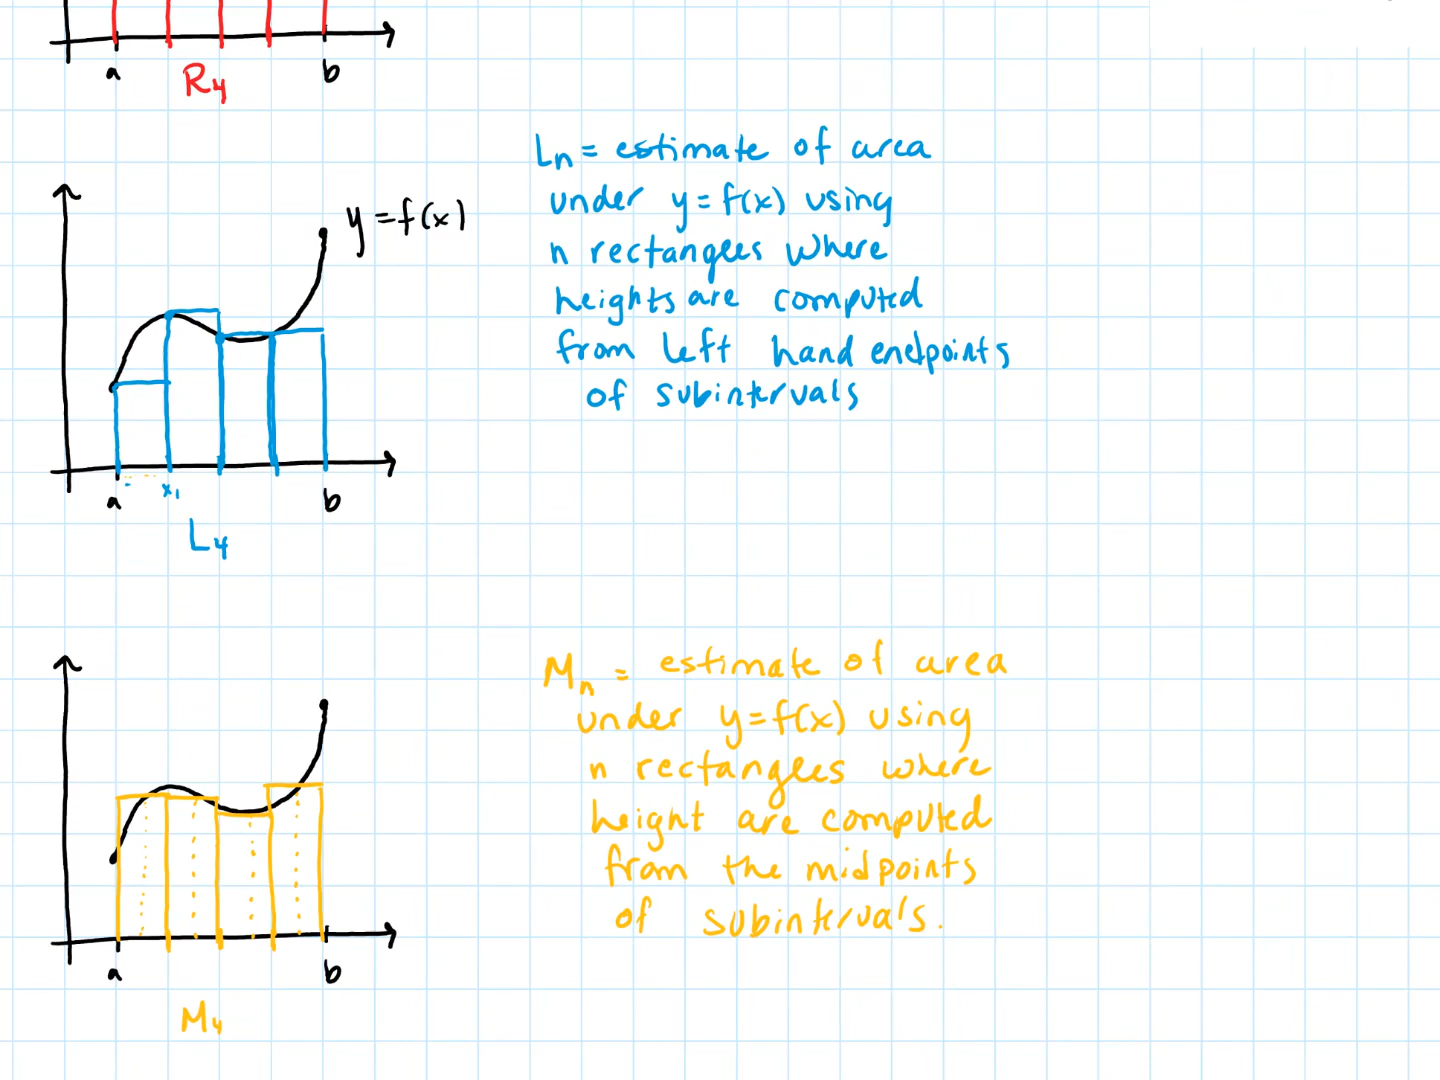 a R4 b
Ln = estimate of area
under y=f(x) using
n rectangles where
heights are computed
from left hand endpoints
of subintervals
y=f(x)
a x1 b
L4
Mn = estimate of area
under y=f(x) using
n rectangles where
height are computed
from the midpoints
of subintervals.
a b
M4